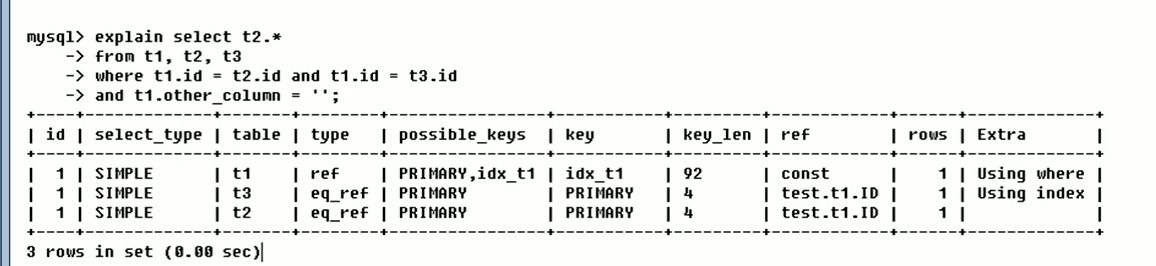 mysql> explain select t2.*
    -> from t1, t2, t3
    -> where t1.id = t2.id and t1.id = t3.id
    -> and t1.other_column = '';
+----+-------------+-------+--------+----------------+---------+---------+------------+------+-------------+
| id | select_type | table | type   | possible_keys  | key     | key_len | ref        | rows | Extra       |
+----+-------------+-------+--------+----------------+---------+---------+------------+------+-------------+
|  1 | SIMPLE      | t1    | ref    | PRIMARY,idx_t1 | idx_t1  | 92      | const      |    1 | Using where |
|  1 | SIMPLE      | t3    | eq_ref | PRIMARY        | PRIMARY | 4       | test.t1.ID |    1 | Using index |
|  1 | SIMPLE      | t2    | eq_ref | PRIMARY        | PRIMARY | 4       | test.t1.ID |    1 |             |
+----+-------------+-------+--------+----------------+---------+---------+------------+------+-------------+
3 rows in set (0.00 sec)